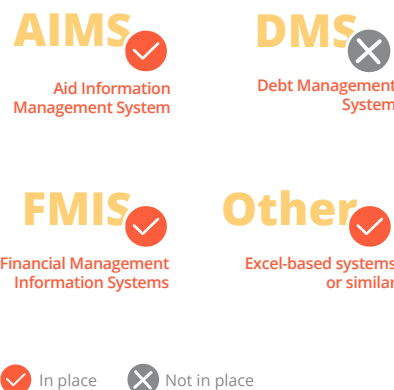 AIMS
Aid Information
Management System
DMS
Debt Management
System
FMIS
Financial Management
Information Systems
Other
Excel-based systems
or similar
In place
Not in place